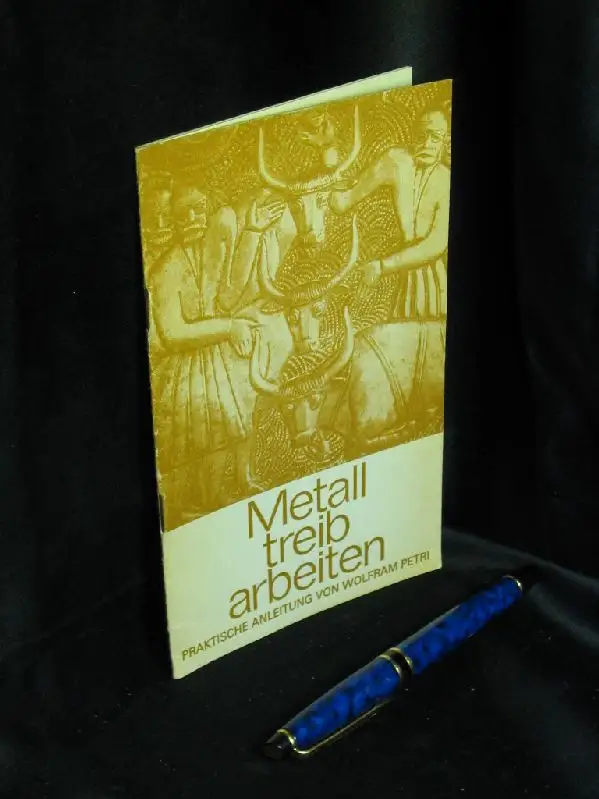 Metall
treib
arbeiten
PRAKTISCHE ANLEITUNG VON WOLFRAM PETRI